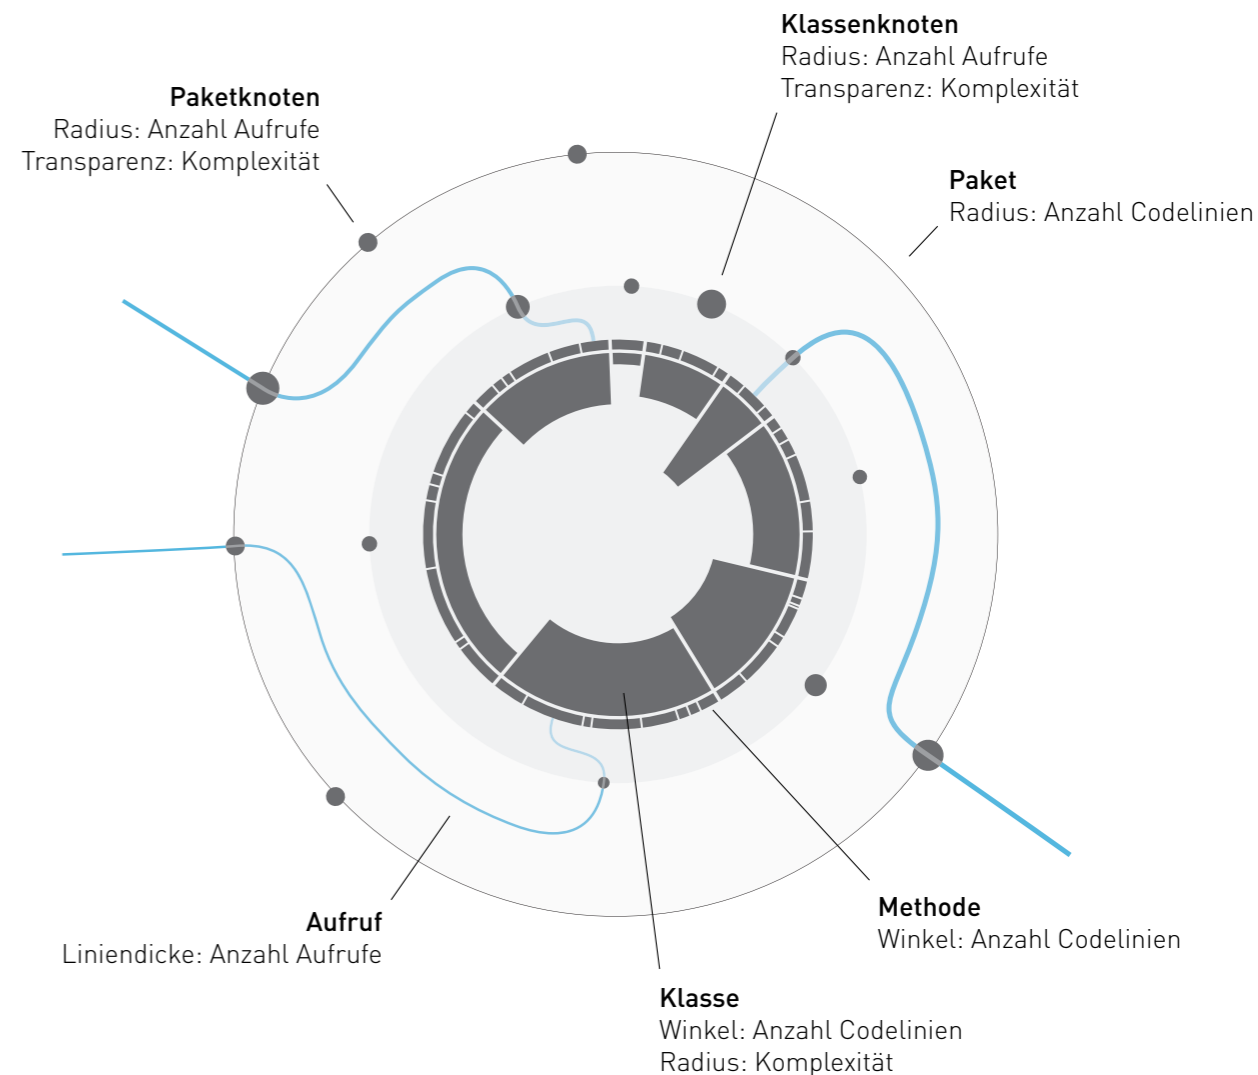 Klassenknoten
Radius: Anzahl Aufrufe
Transparenz: Komplexität
Paketknoten
Radius: Anzahl Aufrufe
Transparenz: Komplexität
Paket
Radius: Anzahl Codelinien
Aufruf
Liniendicke: Anzahl Aufrufe
Methode
Winkel: Anzahl Codelinien
Klasse
Winkel: Anzahl Codelinien
Radius: Komplexität